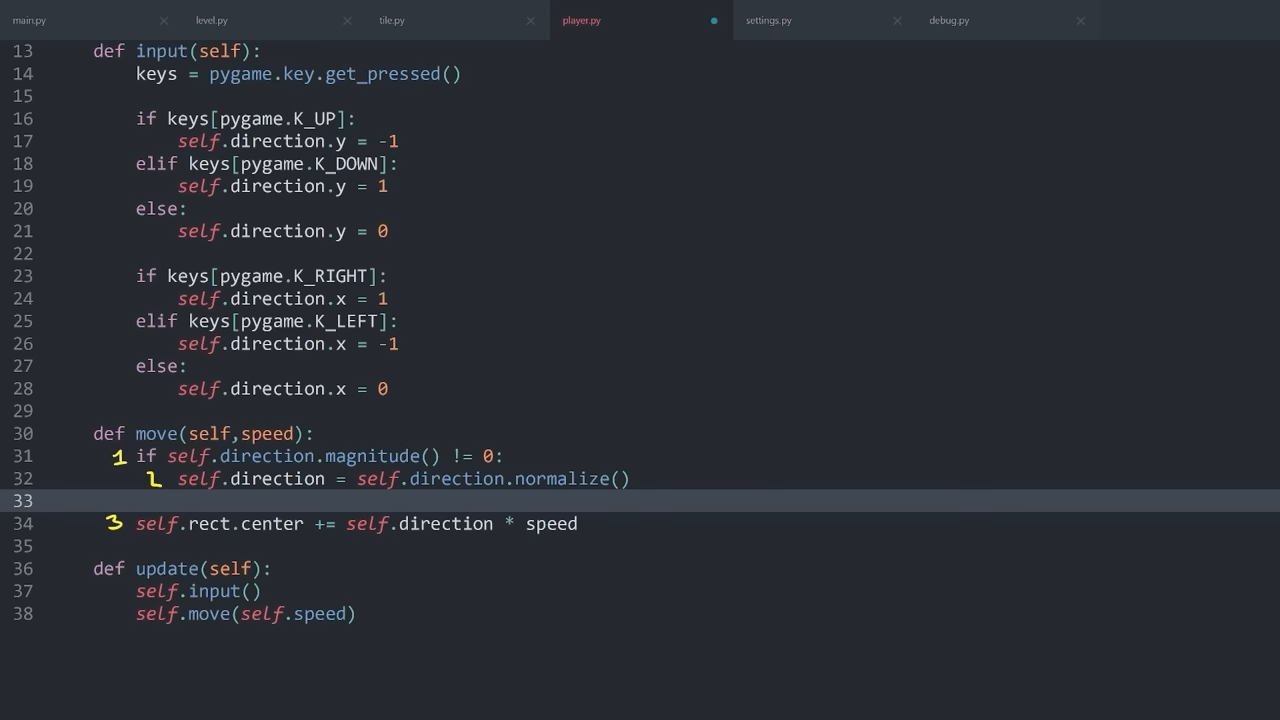 main.py level.py tile.py player.py settings.py debug.py
13 def input(self):
14 keys = pygame.key.get_pressed()
15
16 if keys[pygame.K_UP]:
17 self.direction.y = -1
18 elif keys[pygame.K_DOWN]:
19 self.direction.y = 1
20 else:
21 self.direction.y = 0
22
23 if keys[pygame.K_RIGHT]:
24 self.direction.x = 1
25 elif keys[pygame.K_LEFT]:
26 self.direction.x = -1
27 else:
28 self.direction.x = 0
29
30 def move(self,speed):
31 1 if self.direction.magnitude() != 0:
32 2 self.direction = self.direction.normalize()
33
34 3 self.rect.center += self.direction * speed
35
36 def update(self):
37 self.input()
38 self.move(self.speed)